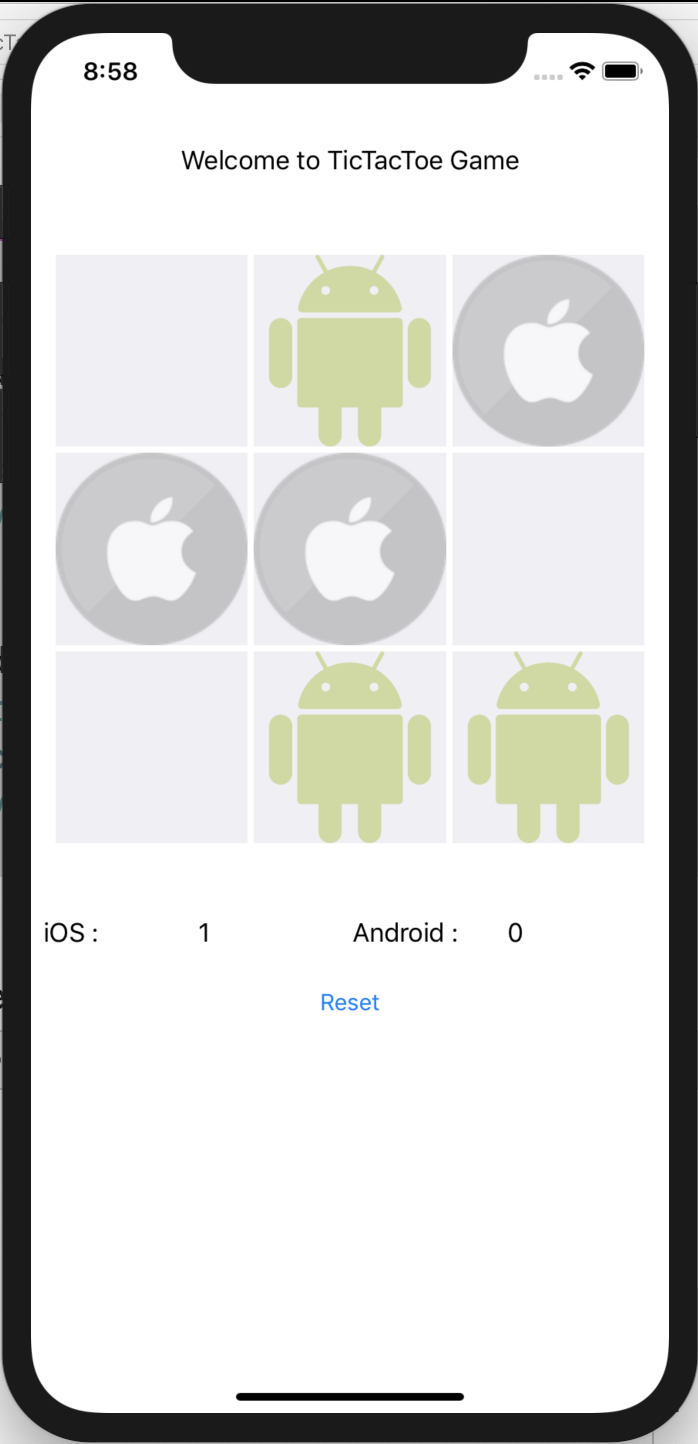 8:58
Welcome to TicTacToe Game
iOS : 1 Android : 0
Reset